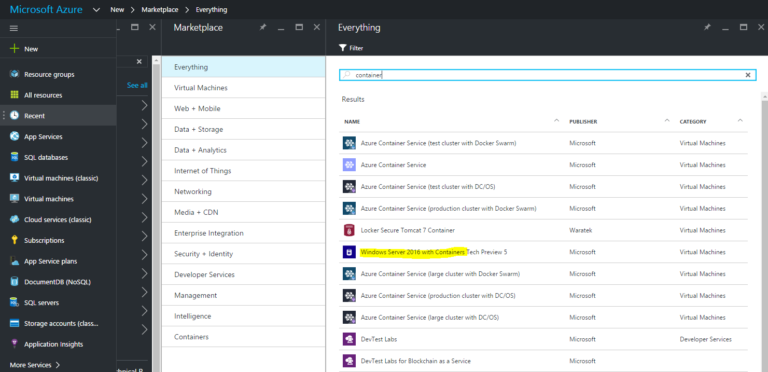 Microsoft Azure New > Marketplace > Everything
New
Resource groups
All resources
Recent
App Services
SQL databases
Virtual machines (classic)
Virtual machines
Cloud services (classic)
Subscriptions
App Service plans
DocumentDB (NoSQL)
SQL servers
Storage accounts (clas...
Application Insights
More Services >
See all
Marketplace
Everything
Virtual Machines
Web + Mobile
Data + Storage
Data + Analytics
Internet of Things
Networking
Media + CDN
Enterprise Integration
Security + Identity
Developer Services
Management
Intelligence
Containers
Everything
Filter
container
Results
NAME PUBLISHER CATEGORY
Azure Container Service (test cluster with Docker Swarm) Microsoft Virtual Machines
Azure Container Service Microsoft Virtual Machines
Azure Container Service (test cluster with DC/OS) Microsoft Virtual Machines
Azure Container Service (production cluster with Docker Swarm) Microsoft Virtual Machines
Locker Secure Tomcat 7 Container Waratek Virtual Machines
Windows Server 2016 with Containers Tech Preview 5 Microsoft Virtual Machines
Azure Container Service (large cluster with Docker Swarm) Microsoft Virtual Machines
Azure Container Service (production cluster with DC/OS) Microsoft Virtual Machines
Azure Container Service (large cluster with DC/OS) Microsoft Virtual Machines
DevTest Labs Microsoft Developer Services
DevTest Labs for Blockchain as a Service Microsoft